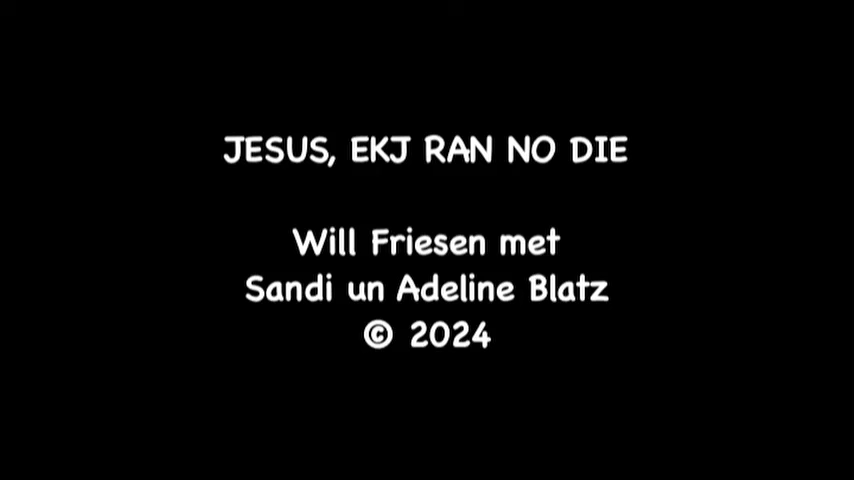 JESUS, EKJ RAN NO DIE
Will Friesen met
Sandi un Adeline Blatz
© 2024